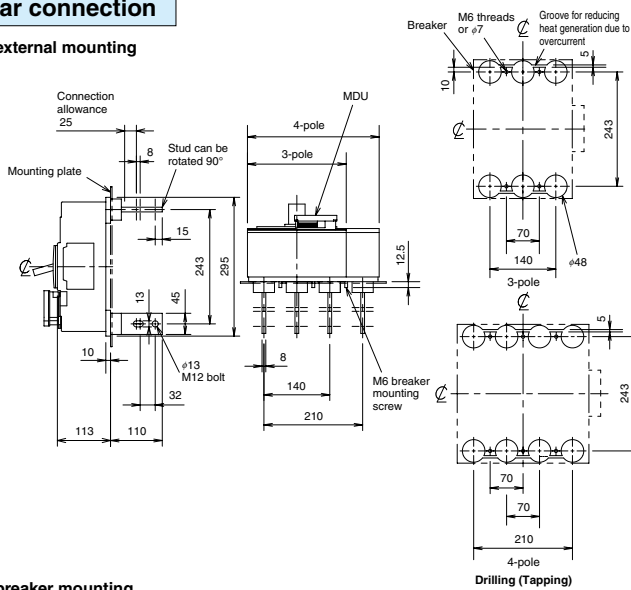 ar connection
external mounting
Connection
allowance
25
8
Stud can be
rotated 90°
Mounting plate
15
243
295
13
45
10
φ13
M12 bolt
32
113
110
MDU
4-pole
3-pole
12.5
8
140
210
M6 breaker
mounting
screw
Breaker
M6 threads
or φ7
Groove for reducing
heat generation due to
overcurrent
5
10
243
70
140
φ48
3-pole
5
243
70
70
210
4-pole
Drilling (Tapping)